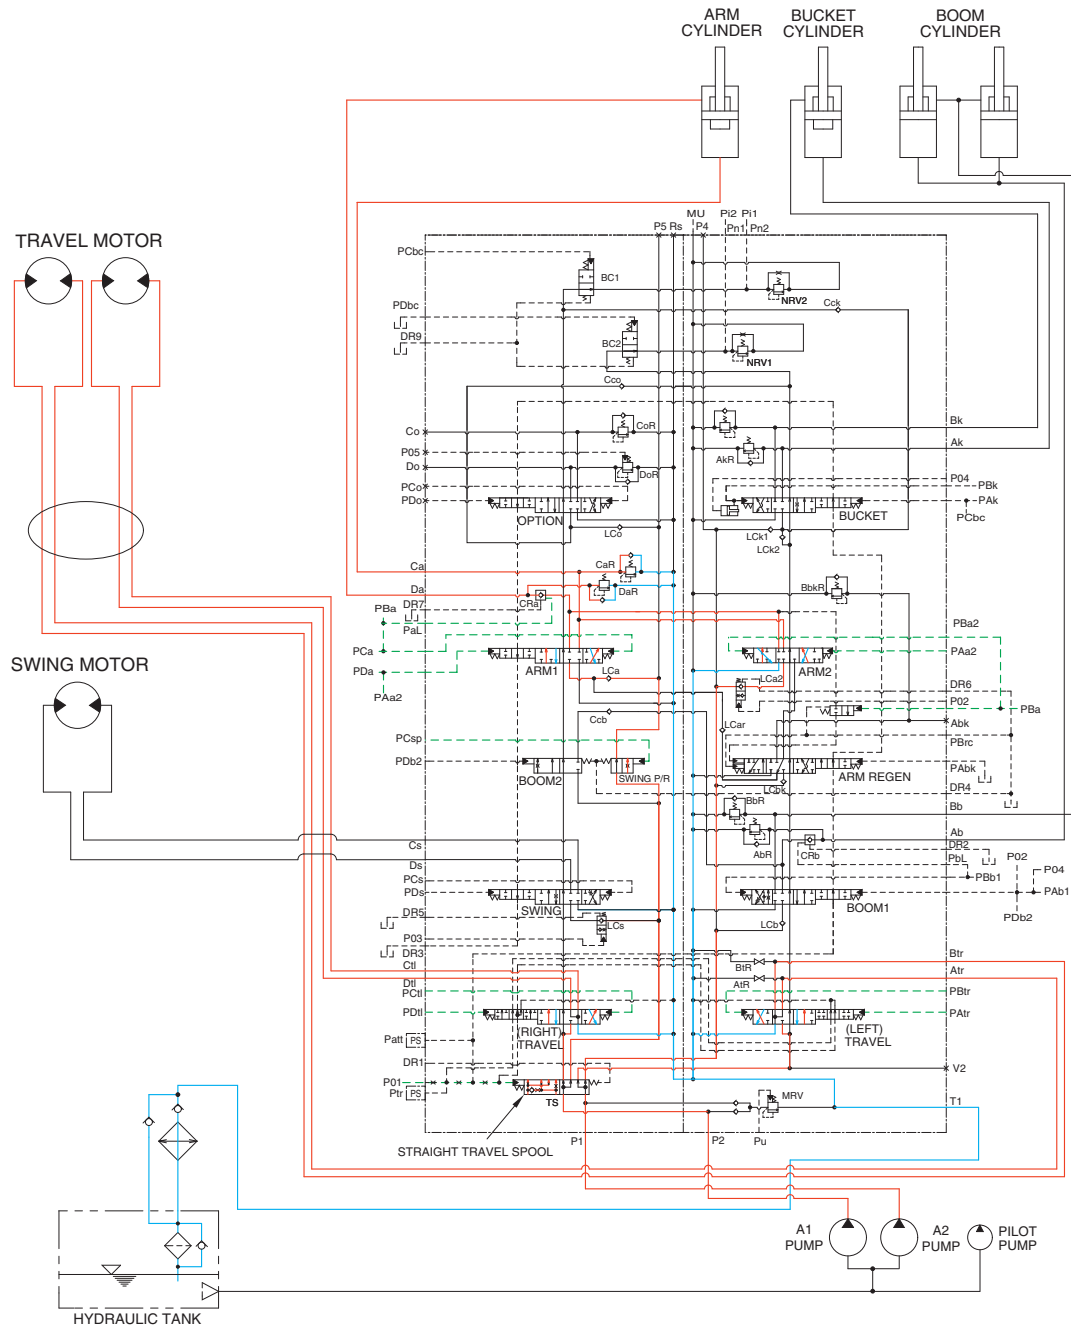 ARM
CYLINDER
BUCKET
CYLINDER
BOOM
CYLINDER
TRAVEL MOTOR
SWING MOTOR
P5 Rs
MU
P4
Pi2
Pi1
Pn1
Pn2
PCbc
BC1
NRV2
Cck
PDbc
DR9
BC2
NRV1
Cco
Co
CoR
Bk
P05
Do
DoR
AkR
Ak
PCo
PDo
OPTION
LCo
P04
PBk
PAk
PCbc
BUCKET
LCk1
LCk2
Ca
CaR
Da
DaR
DR7
CRa
PBa
PaL
BbkR
PBa2
PCa
PDa
PAa2
ARM1
LCa
ARM2
LCa2
PAa2
DR6
P02
PBa
Abk
Ccb
LCar
PCsp
PDb2
BOOM2
SWING P/R
PBrc
ARM REGEN
PAbk
LCbk
DR4
BbR
Bb
AbR
CRb
Ab
DR2
PbL
P02
P04
PBb1
PAb1
PDb2
Cs
Ds
PCs
PDs
SWING
BOOM1
DR5
LCs
LCb
P03
DR3
Ctl
BtR
Btr
AtR
Atr
Dtl
PCtl
PBtr
PDtl
PAtr
(RIGHT)
TRAVEL
(LEFT)
TRAVEL
Patt
PS
DR1
P01
Ptr
PS
TS
V2
MRV
T1
STRAIGHT TRAVEL SPOOL
P1
P2
Pu
A1
PUMP
A2
PUMP
PILOT
PUMP
HYDRAULIC TANK